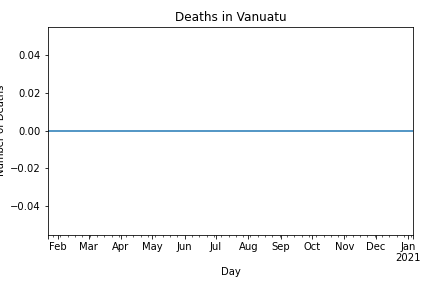 Deaths in Vanuatu
0.04
0.02
0.00
−0.02
−0.04
Number of Deaths
Feb Mar Apr May Jun Jul Aug Sep Oct Nov Dec Jan
2021
Day